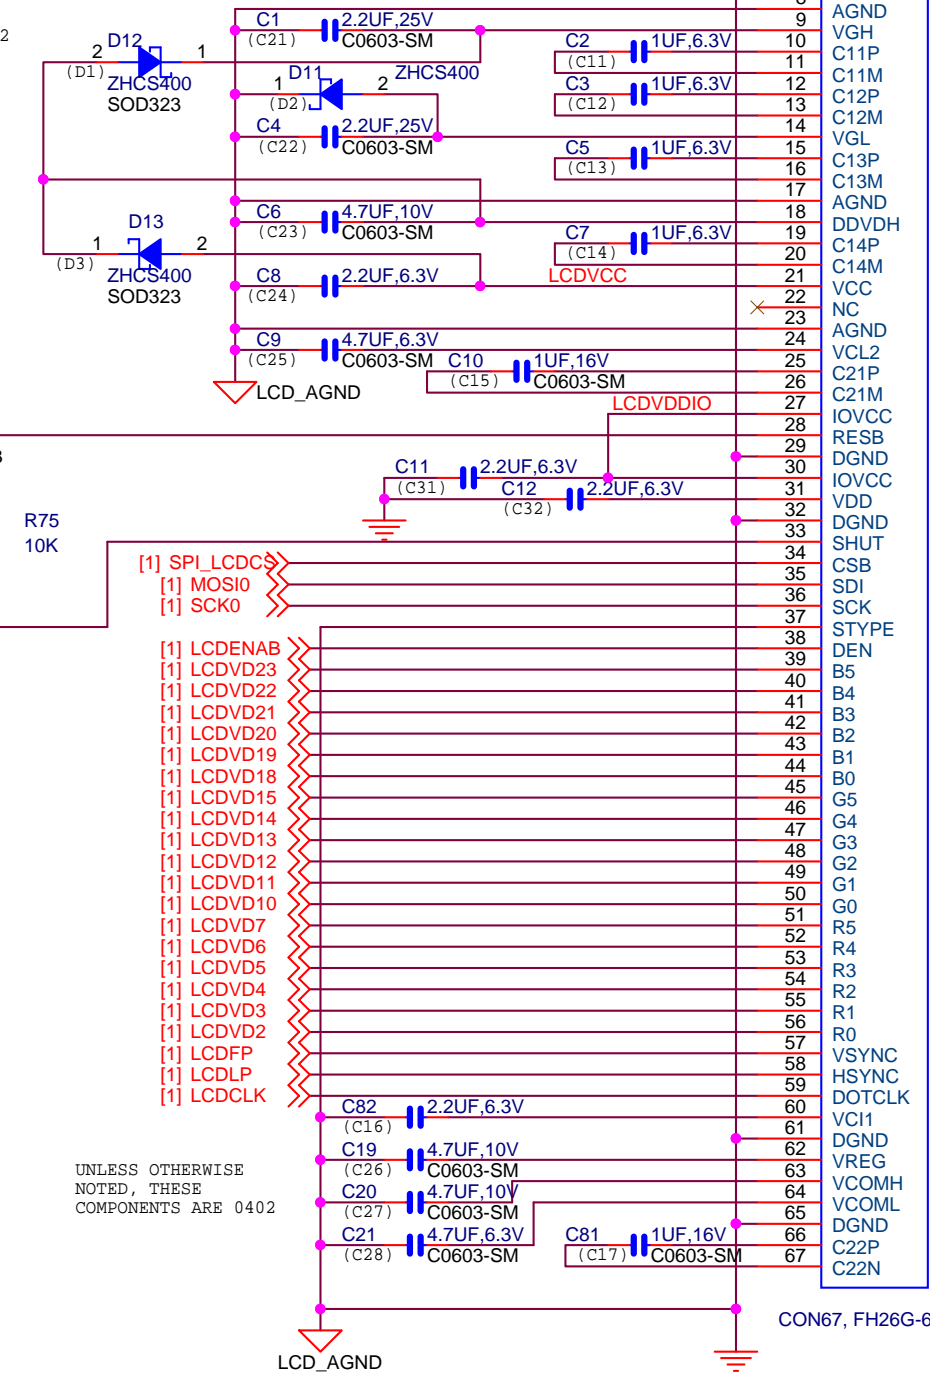 8
AGND
C1
2.2UF,25V
9
VGH
2
(C21)
C0603-SM
D12
2
1
(D1)
ZHCS400
SOD323
C2
1UF,6.3V
10
C11P
(C11)
11
C11M
D11
ZHCS400
1
2
(D2)
C3
1UF,6.3V
12
C12P
(C12)
13
C12M
C4
2.2UF,25V
14
VGL
(C22)
C0603-SM
C5
1UF,6.3V
15
C13P
(C13)
16
C13M
17
AGND
C6
4.7UF,10V
18
DDVDH
(C23)
C0603-SM
D13
1
2
(D3)
ZHCS400
SOD323
C7
1UF,6.3V
19
C14P
(C14)
20
C14M
C8
2.2UF,6.3V
LCDVCC
21
VCC
(C24)
22
NC
23
AGND
C9
4.7UF,6.3V
24
VCL2
(C25)
C0603-SM
C10
1UF,16V
25
C21P
(C15)
C0603-SM
26
C21M
LCD_AGND
LCDVDDIO
27
IOVCC
28
RESB
29
DGND
C11
2.2UF,6.3V
30
IOVCC
(C31)
C12
2.2UF,6.3V
31
VDD
(C32)
32
DGND
R75
10K
33
SHUT
[1] SPI_LCDCS
34
CSB
[1] MOSI0
35
SDI
[1] SCK0
36
SCK
37
STYPE
[1] LCDENAB
38
DEN
[1] LCDVD23
39
B5
[1] LCDVD22
40
B4
[1] LCDVD21
41
B3
[1] LCDVD20
42
B2
[1] LCDVD19
43
B1
[1] LCDVD18
44
B0
[1] LCDVD15
45
G5
[1] LCDVD14
46
G4
[1] LCDVD13
47
G3
[1] LCDVD12
48
G2
[1] LCDVD11
49
G1
[1] LCDVD10
50
G0
[1] LCDVD7
51
R5
[1] LCDVD6
52
R4
[1] LCDVD5
53
R3
[1] LCDVD4
54
R2
[1] LCDVD3
55
R1
[1] LCDVD2
56
R0
[1] LCDFP
57
VSYNC
[1] LCDLP
58
HSYNC
[1] LCDCLK
59
DOTCLK
C82
2.2UF,6.3V
60
VCI1
(C16)
61
DGND
C19
4.7UF,10V
62
VREG
(C26)
C0603-SM
63
VCOMH
C20
4.7UF,10V
64
VCOML
(C27)
C0603-SM
65
DGND
C21
4.7UF,6.3V
(C28)
C0603-SM
C81
1UF,16V
66
C22P
(C17)
C0603-SM
67
C22N
UNLESS OTHERWISE
NOTED, THESE
COMPONENTS ARE 0402
CON67, FH26G-6
LCD_AGND